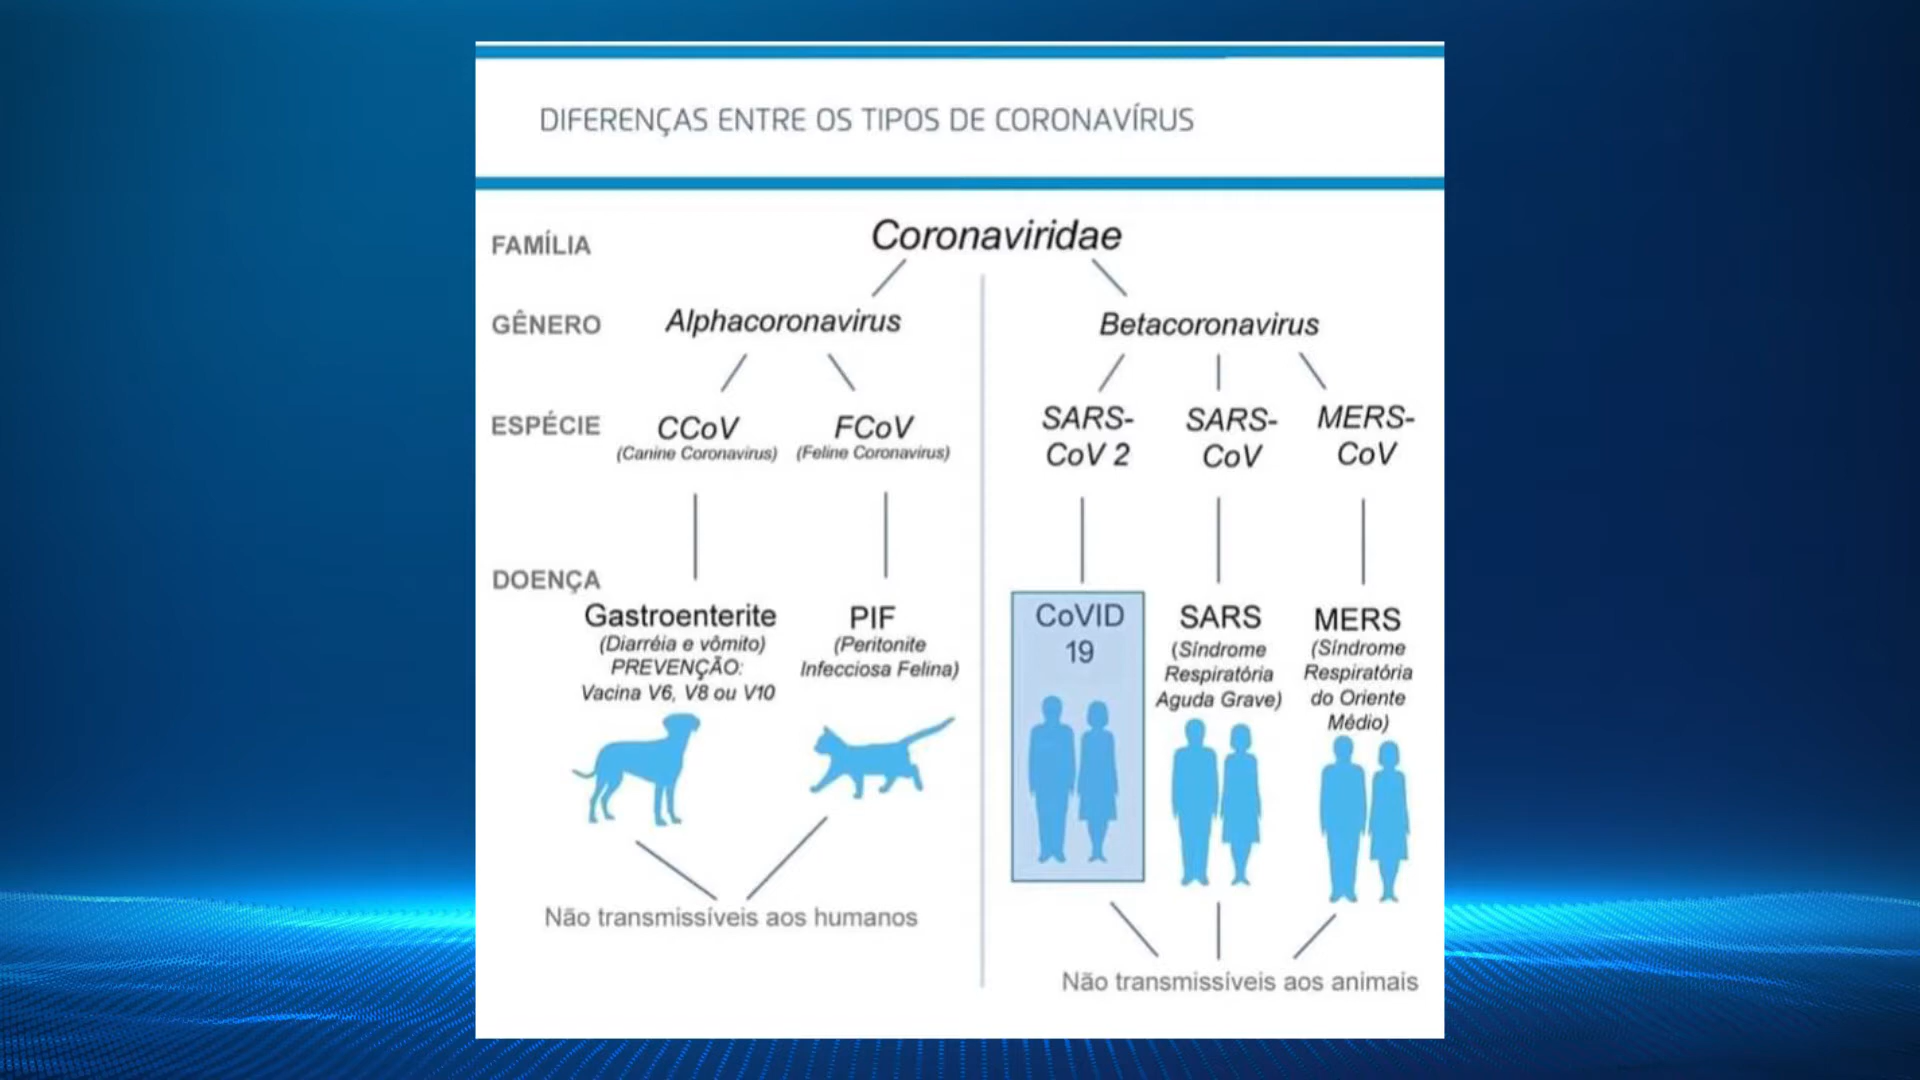 DIFERENÇAS ENTRE OS TIPOS DE CORONAVÍRUS
FAMÍLIA
Coronaviridae
GÊNERO
Alphacoronavirus
Betacoronavirus
ESPÉCIE
CCoV
(Canine Coronavirus)
FCoV
(Feline Coronavirus)
SARS-
CoV 2
SARS-
CoV
MERS-
CoV
DOENÇA
Gastroenterite
(Diarréia e vômito)
PREVENÇÃO:
Vacina V6, V8 ou V10
PIF
(Peritonite
Infecciosa Felina)
CoVID
19
SARS
(Síndrome
Respiratória
Aguda Grave)
MERS
(Síndrome
Respiratória
do Oriente
Médio)
Não transmissíveis aos humanos
Não transmissíveis aos animais